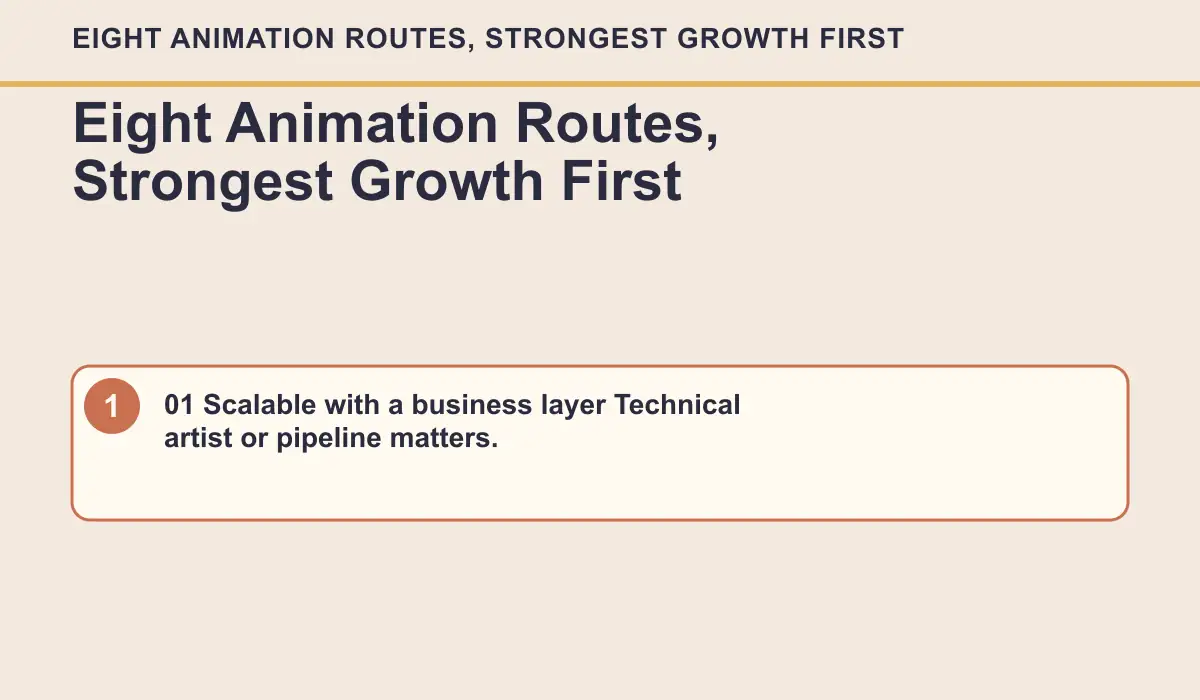 EIGHT ANIMATION ROUTES, STRONGEST GROWTH FIRST
Eight Animation Routes,
Strongest Growth First
1
01 Scalable with a business layer Technical
artist or pipeline matters.